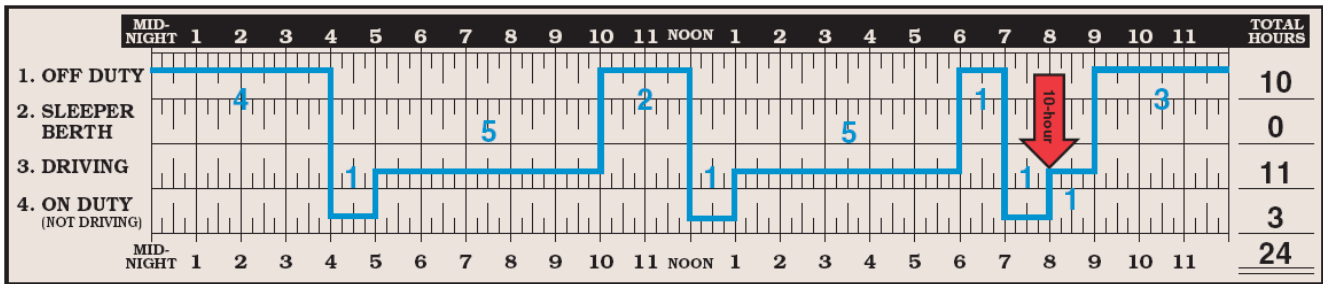 MID-NIGHT 1 2 3 4 5 6 7 8 9 10 11 NOON 1 2 3 4 5 6 7 8 9 10 11 TOTAL HOURS
1. OFF DUTY 4 2 1 3 10
2. SLEEPER BERTH 5 5 10-hour 0
3. DRIVING 1 1 1 1 11
4. ON DUTY (NOT DRIVING) 3
MID-NIGHT 1 2 3 4 5 6 7 8 9 10 11 NOON 1 2 3 4 5 6 7 8 9 10 11 24